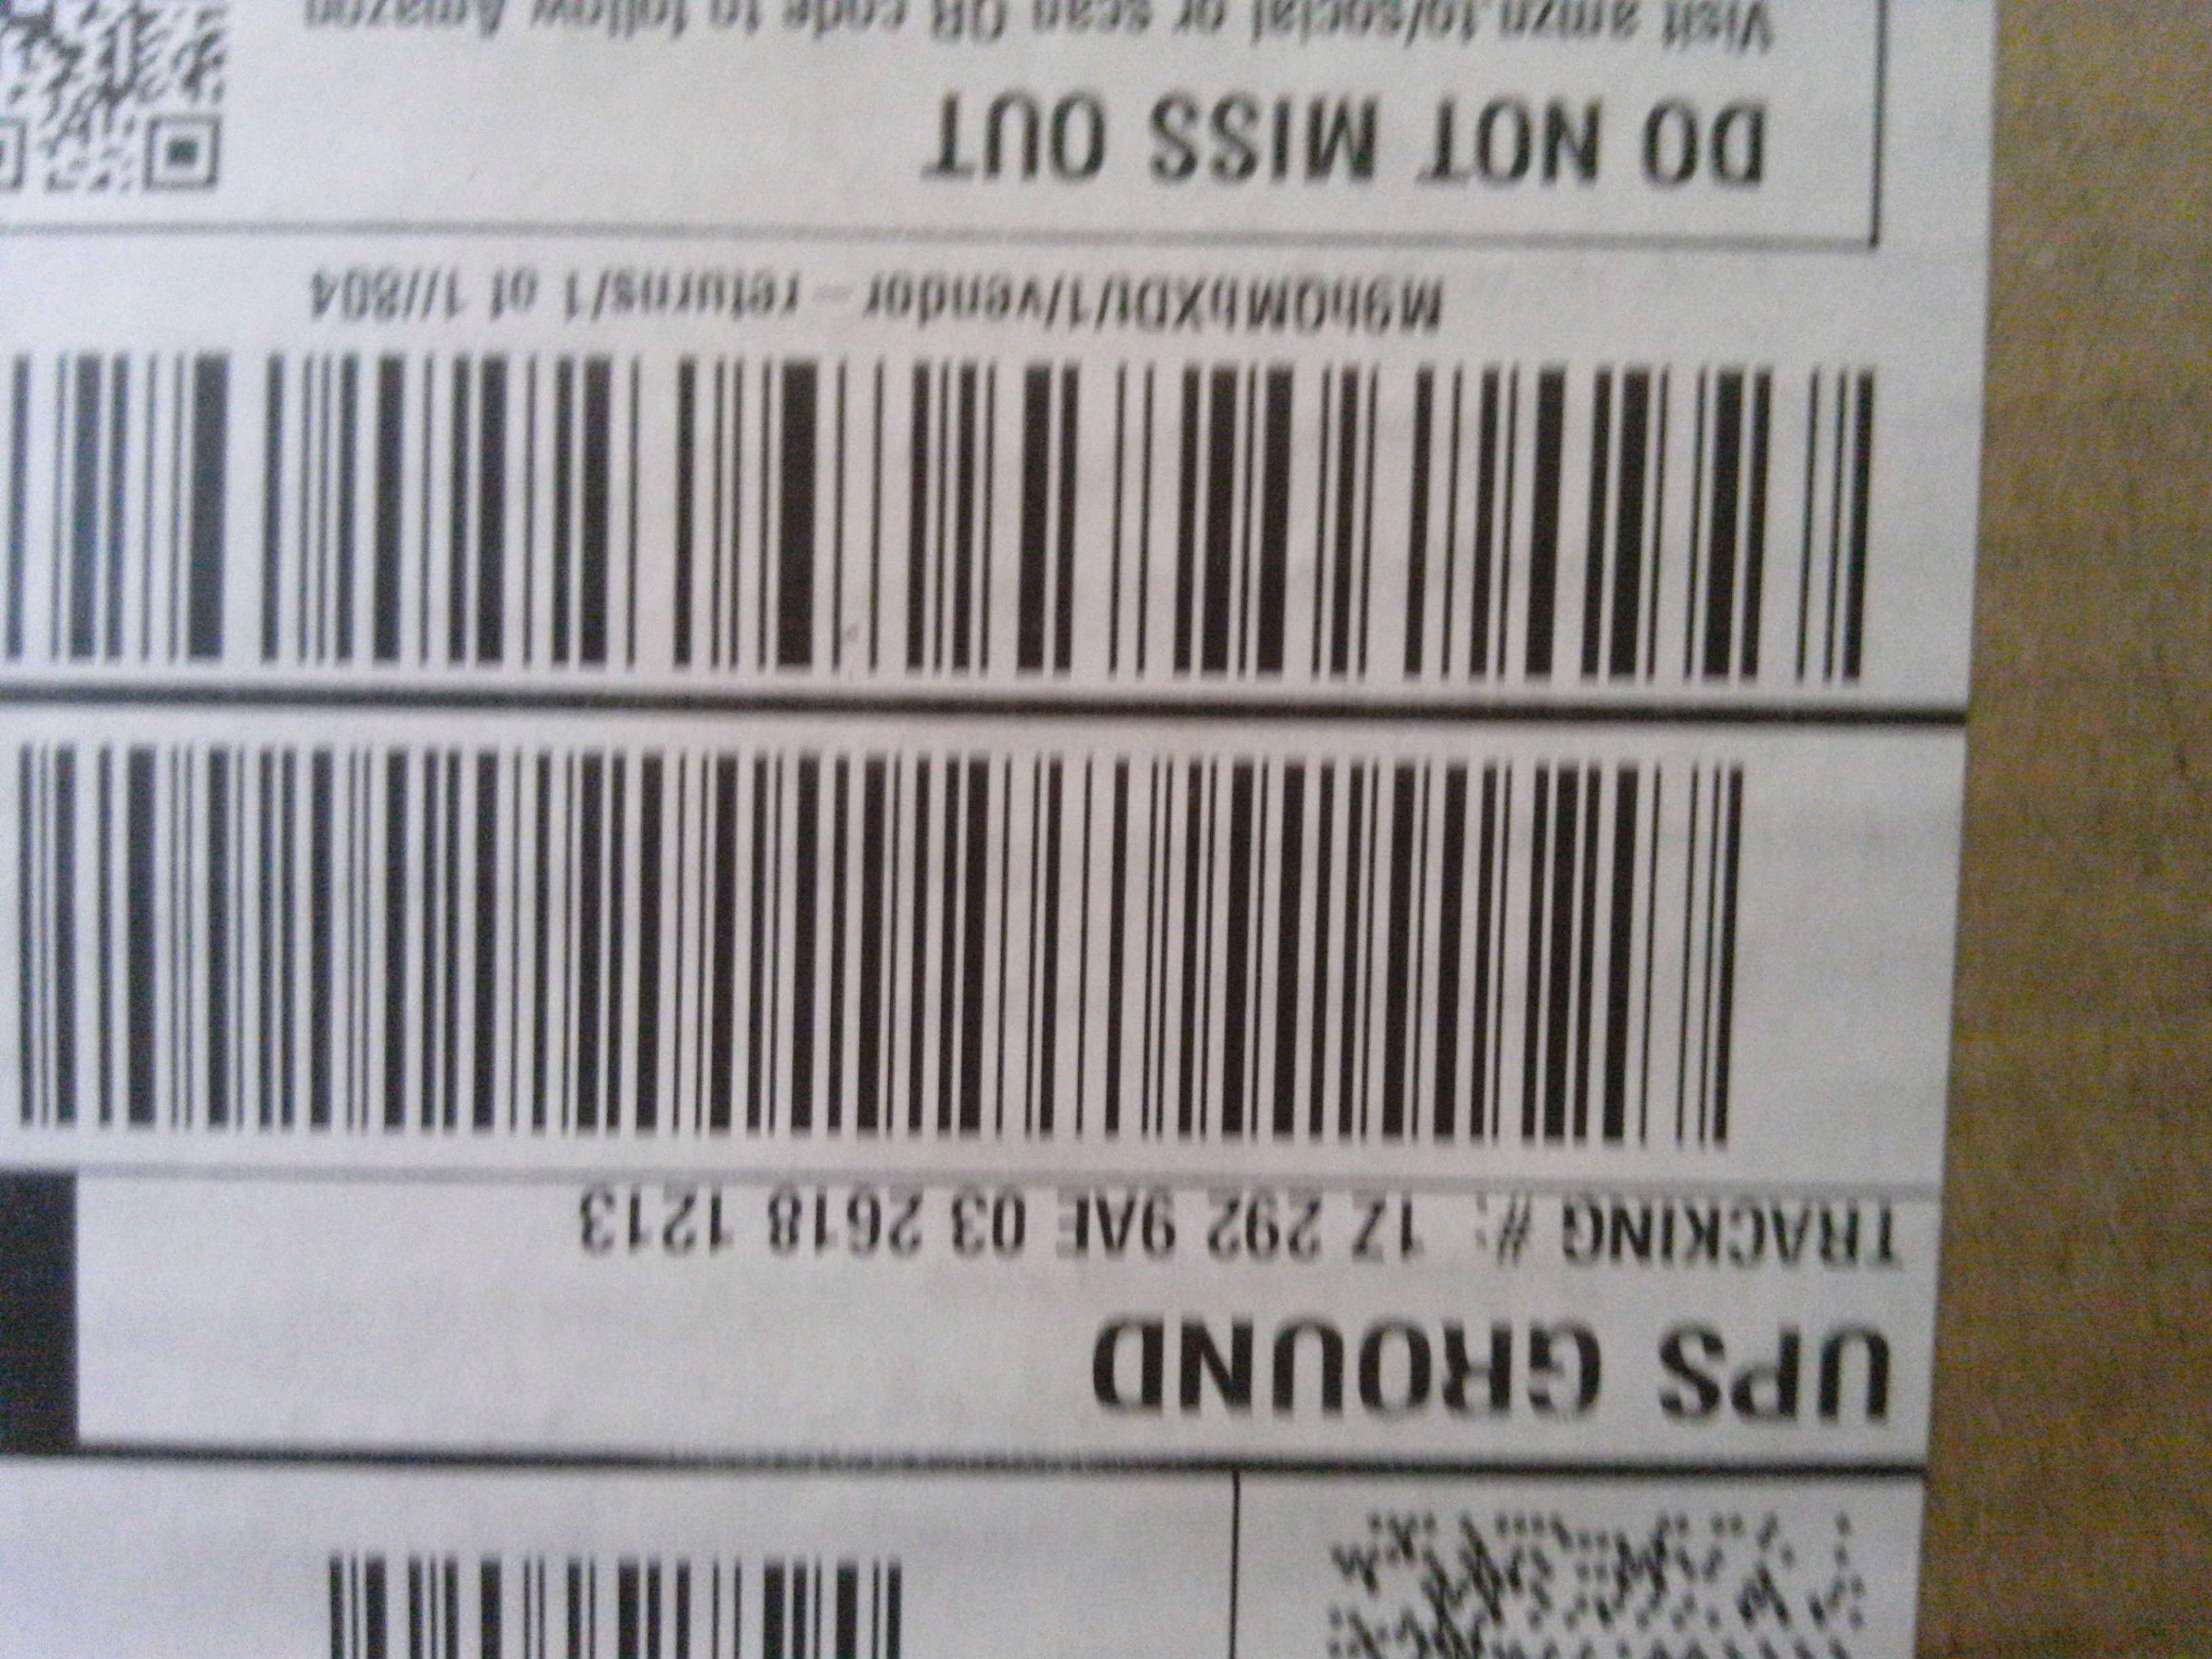 UPS GROUND
TRACKING #: 1Z 292 9AE 03 2618 1213
M9hQMbXDt/1/vendor-returns/1 of 1//804
DO NOT MISS OUT
Visit amzn.to/social or scan QR code to follow Amazon